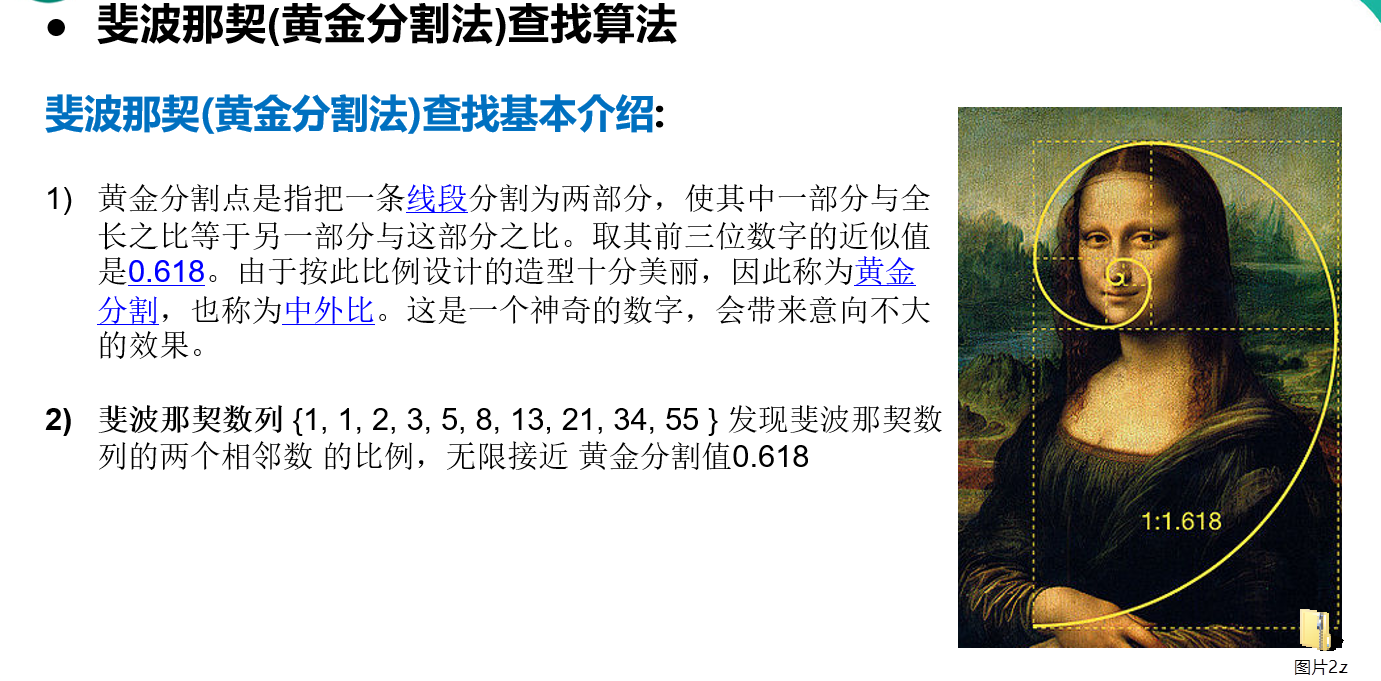 ● 斐波那契(黄金分割法)查找算法
斐波那契(黄金分割法)查找基本介绍:
1) 黄金分割点是指把一条线段分割为两部分，使其中一部分与全
长之比等于另一部分与这部分之比。取其前三位数字的近似值
是0.618。由于按此比例设计的造型十分美丽，因此称为黄金
分割，也称为中外比。这是一个神奇的数字，会带来意向不大
的效果。
2) 斐波那契数列 {1, 1, 2, 3, 5, 8, 13, 21, 34, 55 } 发现斐波那契数
列的两个相邻数 的比例，无限接近 黄金分割值0.618
1:1.618
图片2.z